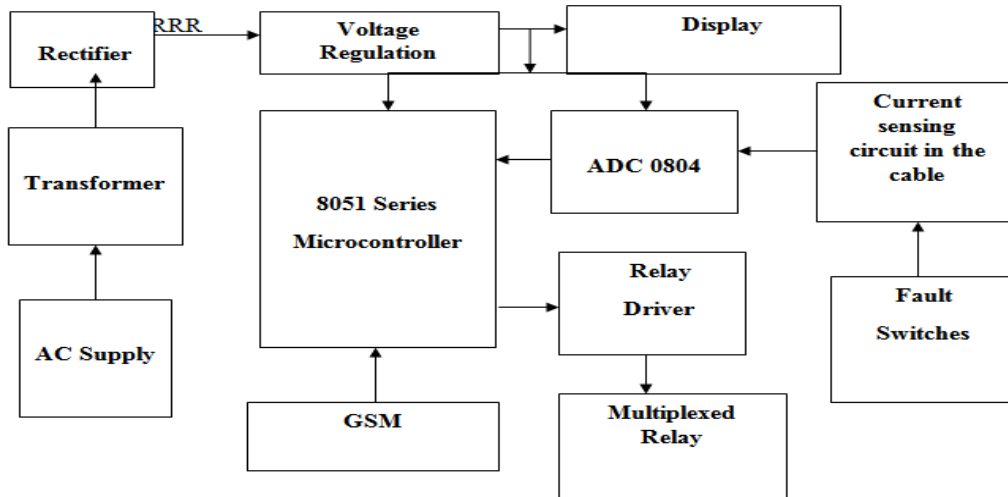 Rectifier
RRR
Voltage
Regulation
Display
Transformer
8051 Series
Microcontroller
ADC 0804
Current
sensing
circuit in the
cable
AC Supply
Relay
Driver
Fault
Switches
GSM
Multiplexed
Relay